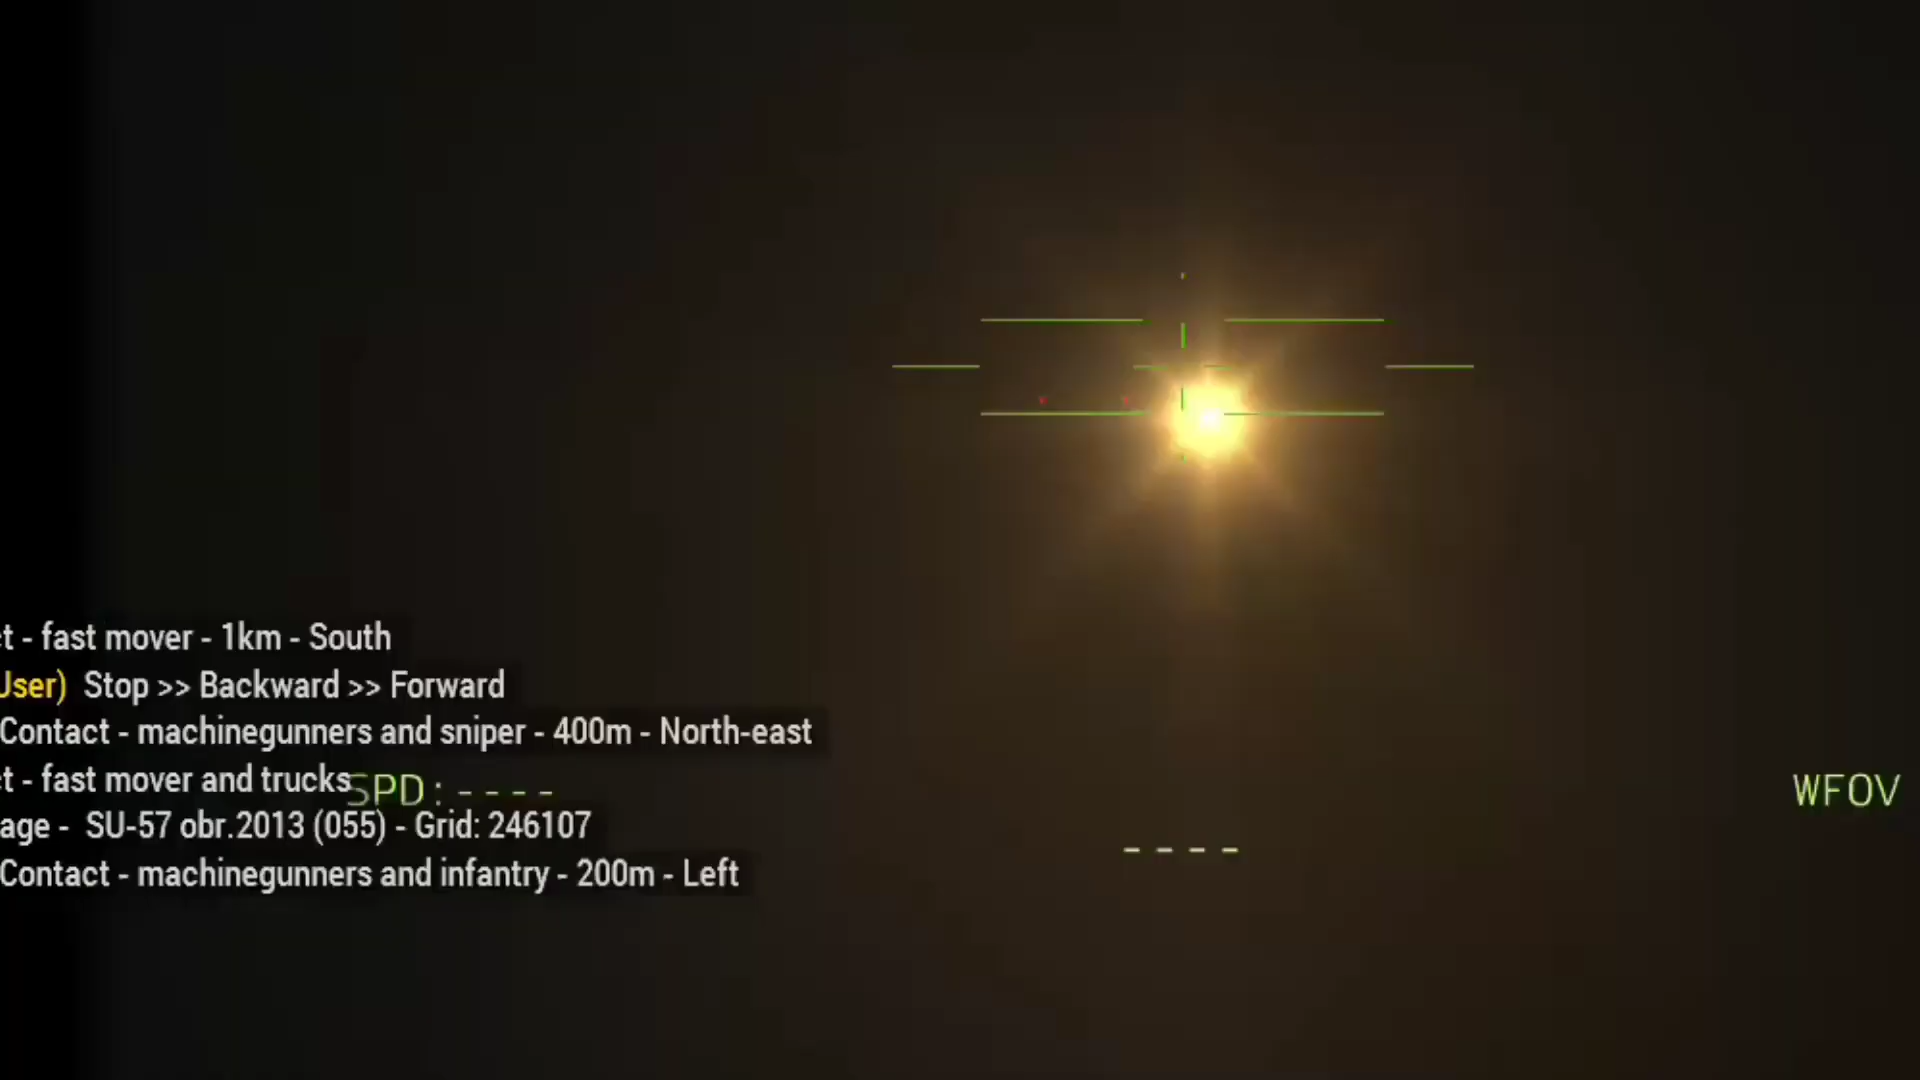 t - fast mover - 1km - South
User) Stop >> Backward >> Forward
Contact - machinegunners and sniper - 400m - North-east
t - fast mover and trucks
SPD:---- WFOV
age - SU-57 obr.2013 (055) - Grid: 246107
----
Contact - machinegunners and infantry - 200m - Left